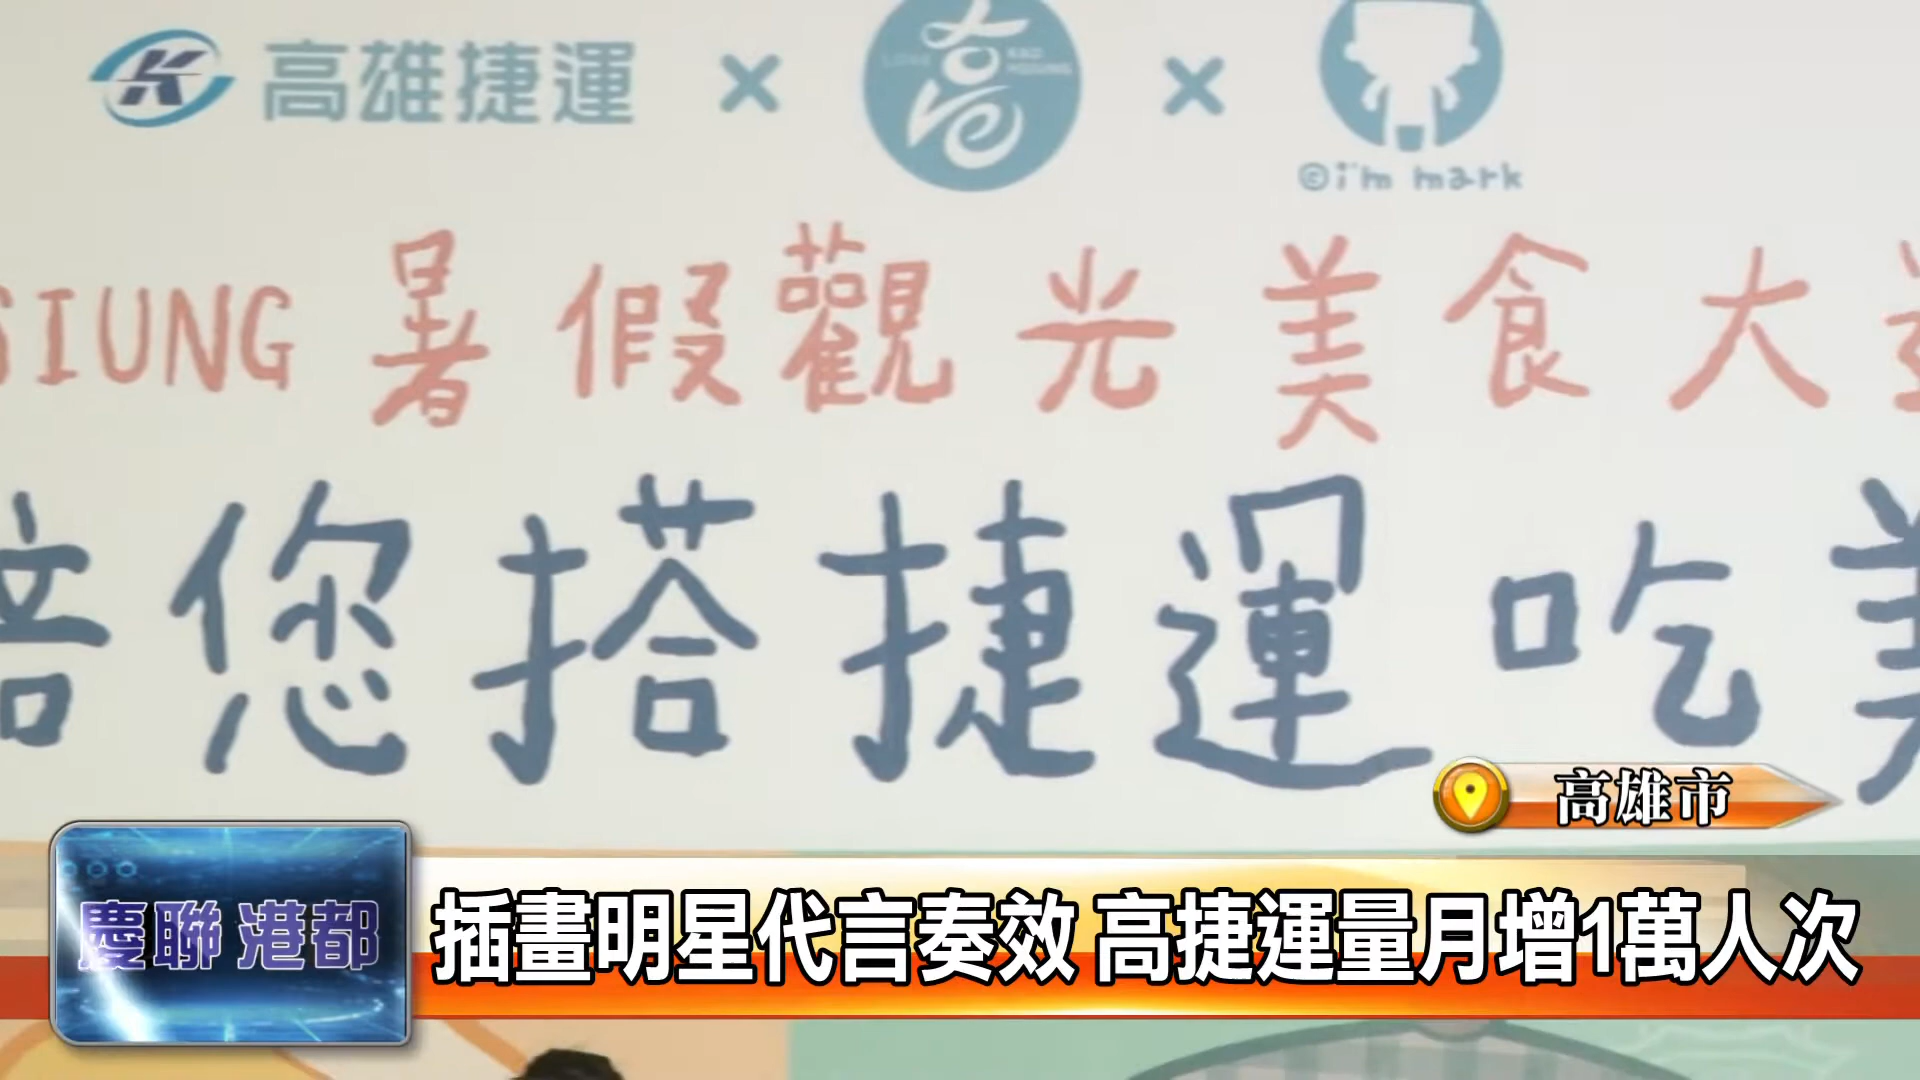 高雄捷運 × 高 ×
©i'm mark
SIUNG 暑假觀光美食大
您搭捷運吃美
高雄市
慶聯港都
插畫明星代言奏效 高捷運量月增1萬人次